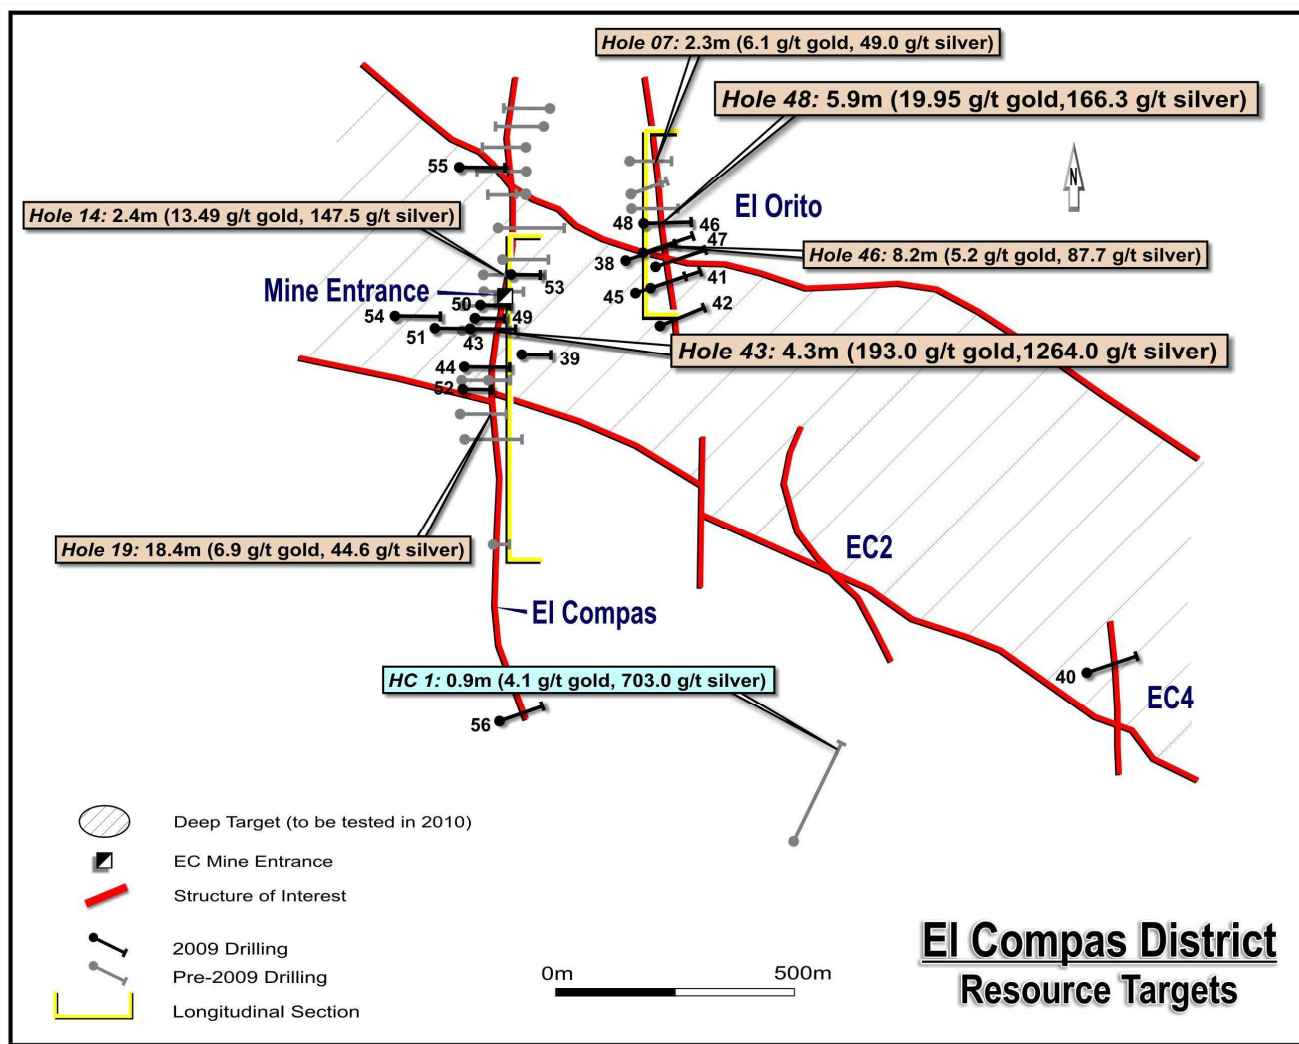 Hole 07: 2.3m (6.1 g/t gold, 49.0 g/t silver)
Hole 48: 5.9m (19.95 g/t gold,166.3 g/t silver)
N
55
El Orito
Hole 14: 2.4m (13.49 g/t gold, 147.5 g/t silver)
48
46
47
Hole 46: 8.2m (5.2 g/t gold, 87.7 g/t silver)
38
41
53
Mine Entrance
45
50
42
54
49
51
43
Hole 43: 4.3m (193.0 g/t gold,1264.0 g/t silver)
39
44
52
Hole 19: 18.4m (6.9 g/t gold, 44.6 g/t silver)
EC2
El Compas
HC 1: 0.9m (4.1 g/t gold, 703.0 g/t silver)
40
EC4
56
Deep Target (to be tested in 2010)
EC Mine Entrance
Structure of Interest
2009 Drilling
Pre-2009 Drilling
Longitudinal Section
0m
500m
El Compas District
Resource Targets